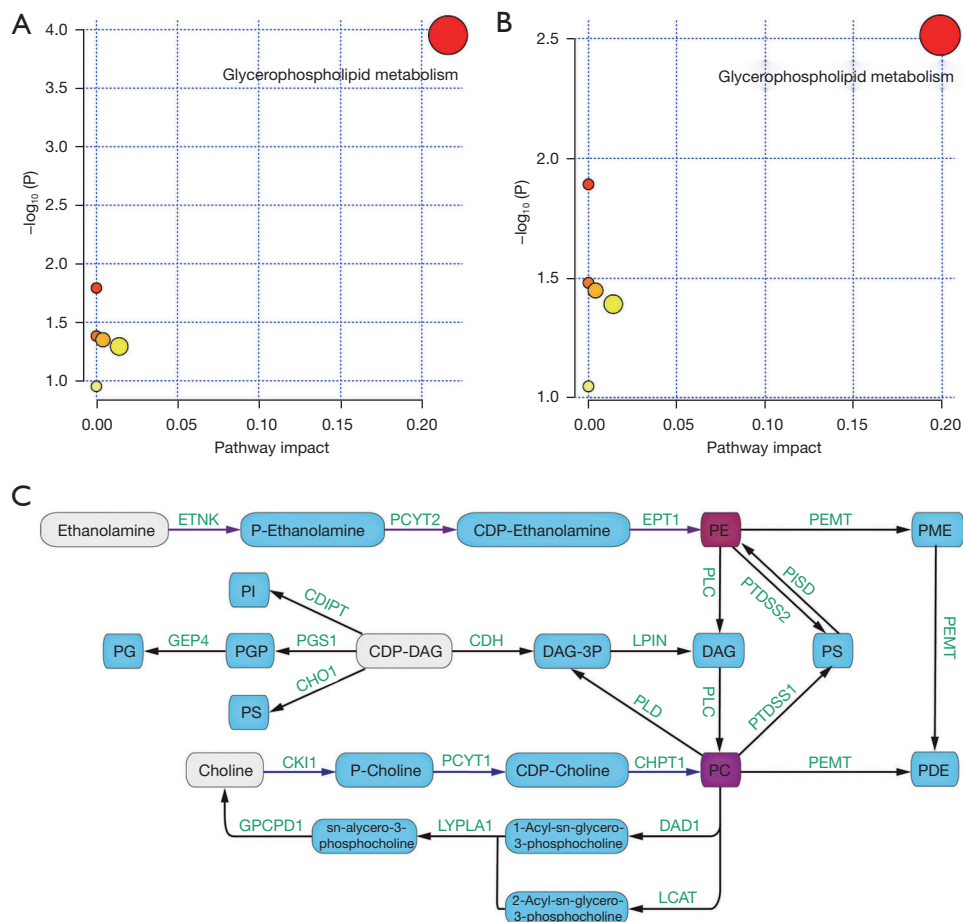 A
4.0
3.5
3.0
2.5
2.0
1.5
1.0
–log10 (P)
Glycerophospholipid metabolism
0.00 0.05 0.10 0.15 0.20
Pathway impact
B
2.5
2.0
1.5
1.0
–log10 (P)
Glycerophospholipid metabolism
0.00 0.05 0.10 0.15 0.20
Pathway impact
C
Ethanolamine ETNK P-Ethanolamine PCYT2 CDP-Ethanolamine EPT1 PE PEMT PME
PI CDIPT PLC PTDSS2 PISD PEMT
PG GEP4 PGP PGS1 CDP-DAG CDH DAG-3P LPIN DAG PS
PS CHO1 PLD PLC PTDSS1
Choline CKI1 P-Choline PCYT1 CDP-Choline CHPT1 PC PEMT PDE
GPCPD1 sn-alycero-3-
phosphocholine LYPLA1 1-Acyl-sn-glycero-
3-phosphocholine DAD1
2-Acyl-sn-glycero-
3-phosphocholine LCAT